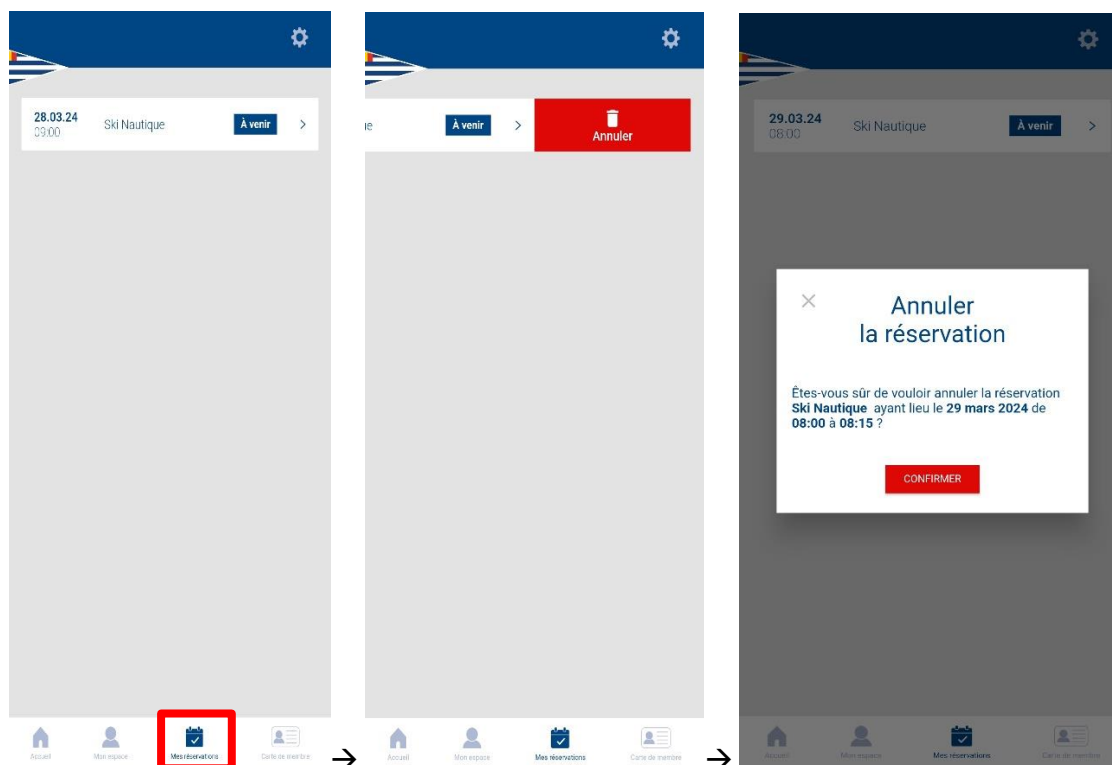 28.03.24
09:00
Ski Nautique
À venir
Accueil
Mon espace
Mes réservations
Carte de membre
→
ue
À venir
Annuler
Accueil
Mon espace
Mes réservations
Carte de membre
→
29.03.24
08:00
Ski Nautique
À venir
Annuler
la réservation
Êtes-vous sûr de vouloir annuler la réservation
Ski Nautique ayant lieu le 29 mars 2024 de
08:00 à 08:15 ?
CONFIRMER
Accueil
Mon espace
Mes réservations
Carte de membre